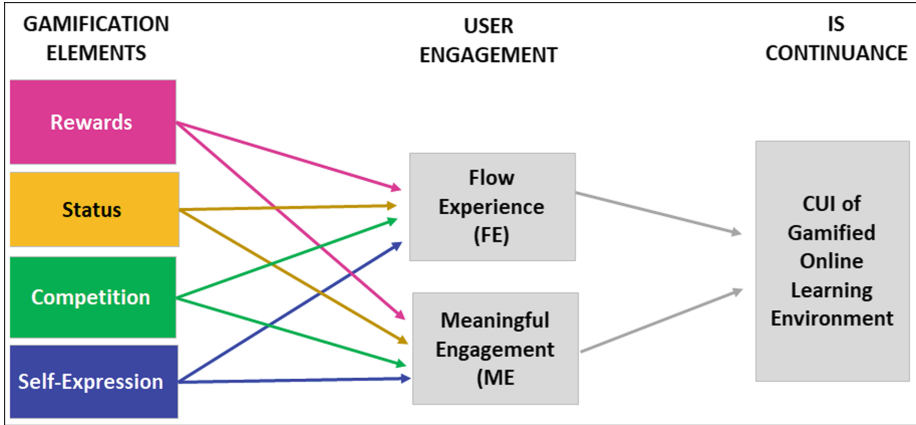 GAMIFICATION
ELEMENTS
USER
ENGAGEMENT
IS
CONTINUANCE
Rewards
Status
Competition
Self-Expression
Flow
Experience
(FE)
Meaningful
Engagement
(ME
CUI of
Gamified
Online
Learning
Environment